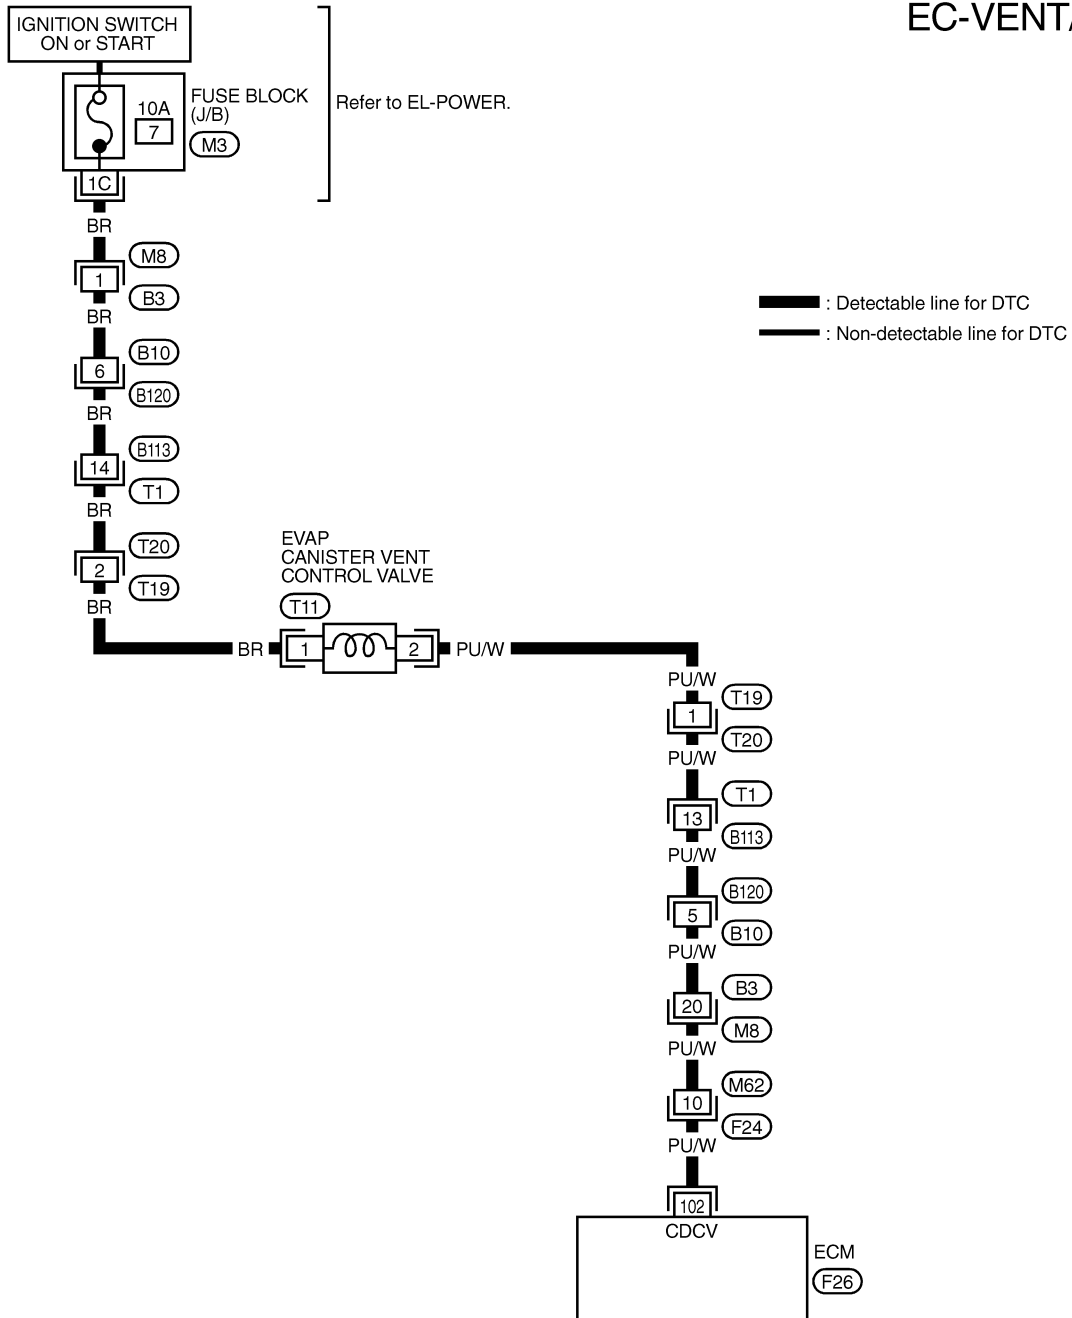 EC-VENT/
IGNITION SWITCH
ON or START
10A
7
FUSE BLOCK
(J/B)
M3
Refer to EL-POWER.
1C
BR
M8
1
B3
BR
B10
6
B120
BR
B113
14
T1
BR
T20
2
T19
BR
: Detectable line for DTC
: Non-detectable line for DTC
EVAP
CANISTER VENT
CONTROL VALVE
T11
BR
1
2
PU/W
PU/W
T19
1
T20
PU/W
T1
13
B113
PU/W
B120
5
B10
PU/W
B3
20
M8
PU/W
M62
10
F24
PU/W
102
CDCV
ECM
F26